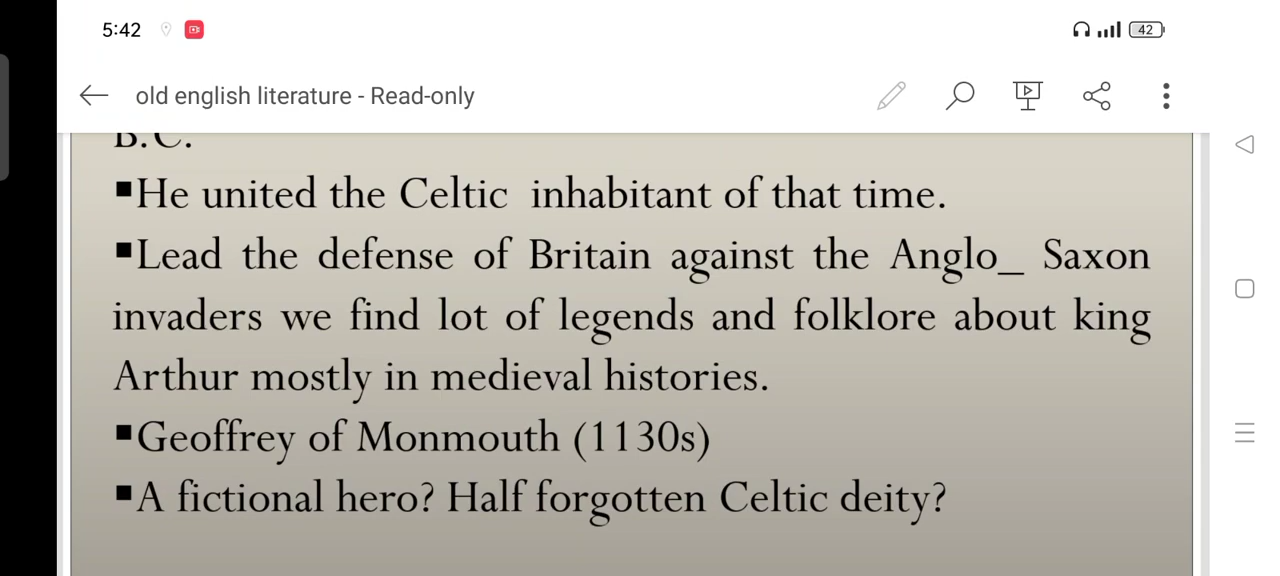 5:42
42
old english literature - Read-only
B.C.
▪He united the Celtic inhabitant of that time.
▪Lead the defense of Britain against the Anglo_ Saxon
invaders we find lot of legends and folklore about king
Arthur mostly in medieval histories.
▪Geoffrey of Monmouth (1130s)
▪A fictional hero? Half forgotten Celtic deity?